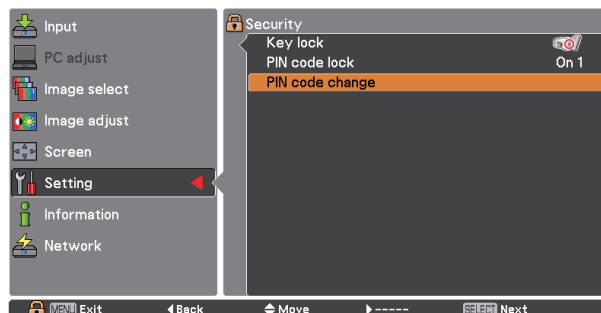 Input
PC adjust
Image select
Image adjust
Screen
Setting
Information
Network
Security
Key lock
PIN code lock On 1
PIN code change
MENU Exit Back Move ----- SELECT Next